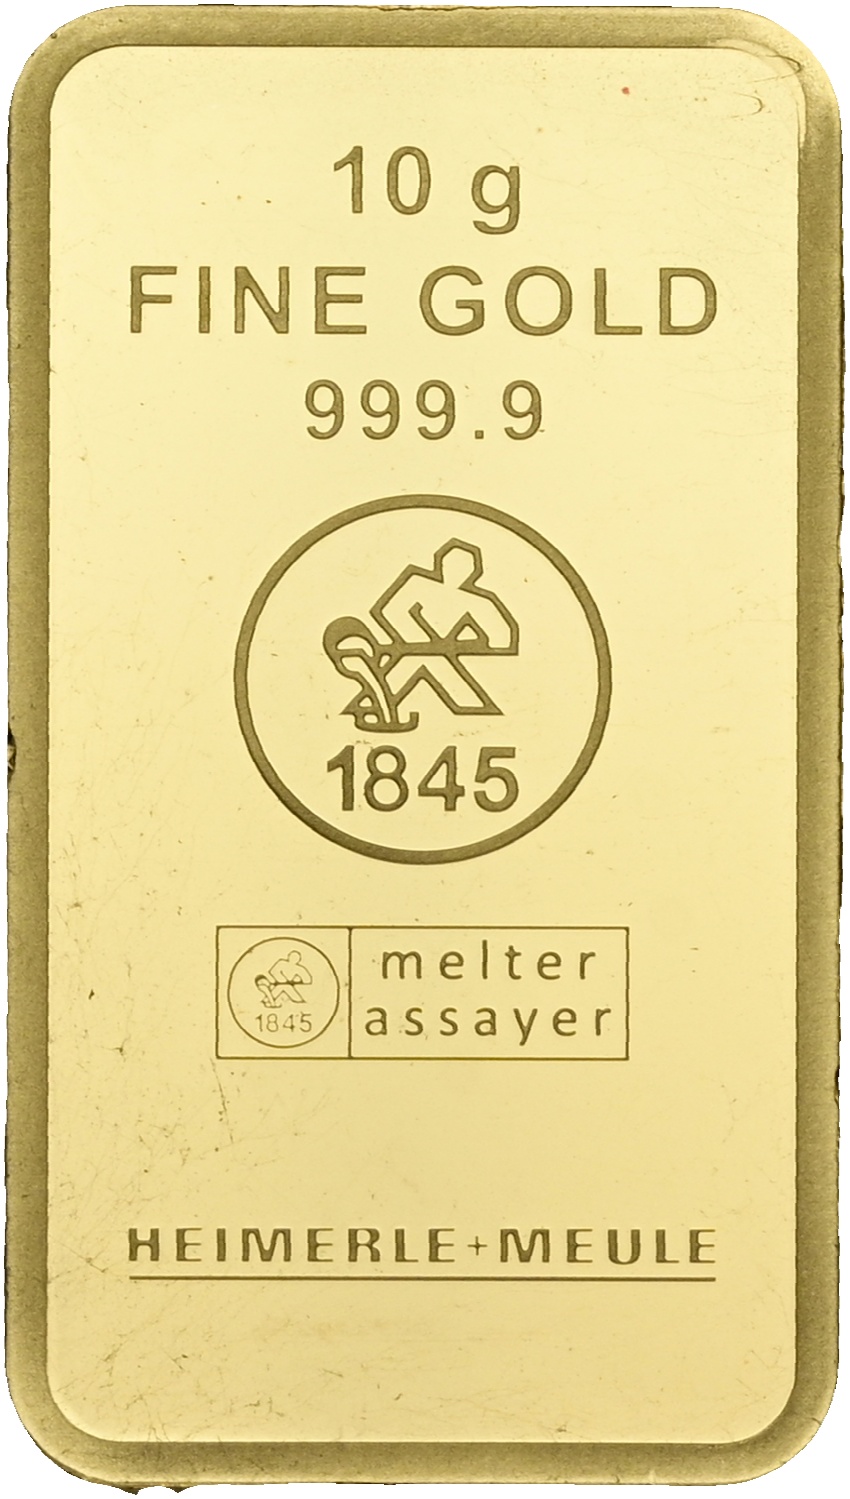 10 g
FINE GOLD
999.9
1845
1845
melter
assayer
HEIMERLE+MEULE